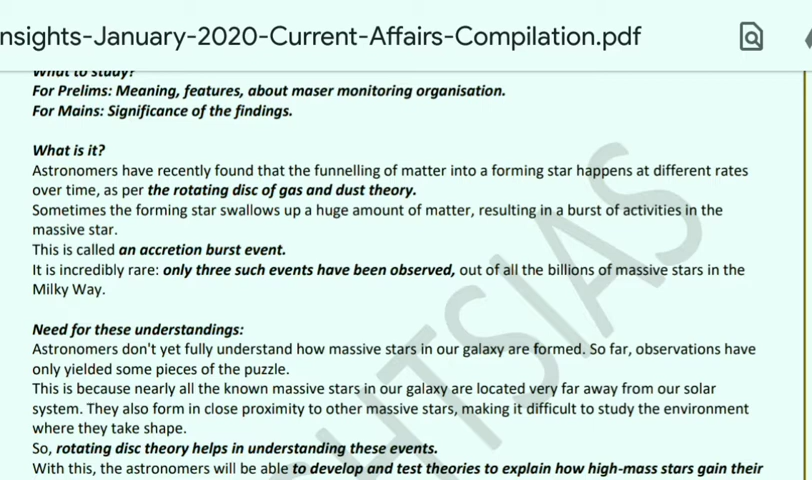 nsights-January-2020-Current-Affairs-Compilation.pdf
What to study?
For Prelims: Meaning, features, about maser monitoring organisation.
For Mains: Significance of the findings.
What is it?
Astronomers have recently found that the funnelling of matter into a forming star happens at different rates
over time, as per the rotating disc of gas and dust theory.
Sometimes the forming star swallows up a huge amount of matter, resulting in a burst of activities in the
massive star.
This is called an accretion burst event.
It is incredibly rare: only three such events have been observed, out of all the billions of massive stars in the
Milky Way.
Need for these understandings:
Astronomers don't yet fully understand how massive stars in our galaxy are formed. So far, observations have
only yielded some pieces of the puzzle.
This is because nearly all the known massive stars in our galaxy are located very far away from our solar
system. They also form in close proximity to other massive stars, making it difficult to study the environment
where they take shape.
So, rotating disc theory helps in understanding these events.
With this, the astronomers will be able to develop and test theories to explain how high-mass stars gain their
GHTSIAS